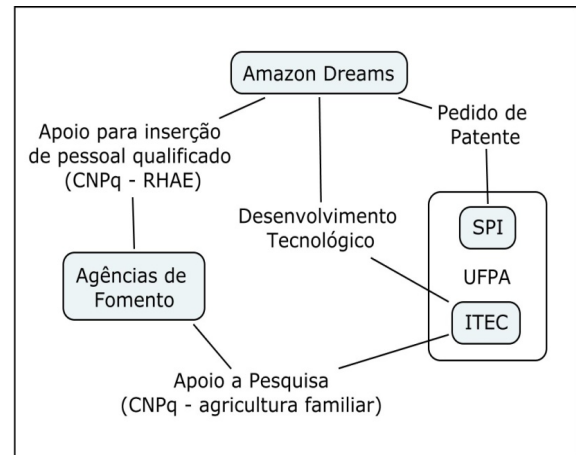 Amazon Dreams
Apoio para inserção
de pessoal qualificado
(CNPq - RHAE)
Pedido de
Patente
Desenvolvimento
Tecnológico
SPI
UFPA
ITEC
Agências de
Fomento
Apoio a Pesquisa
(CNPq - agricultura familiar)